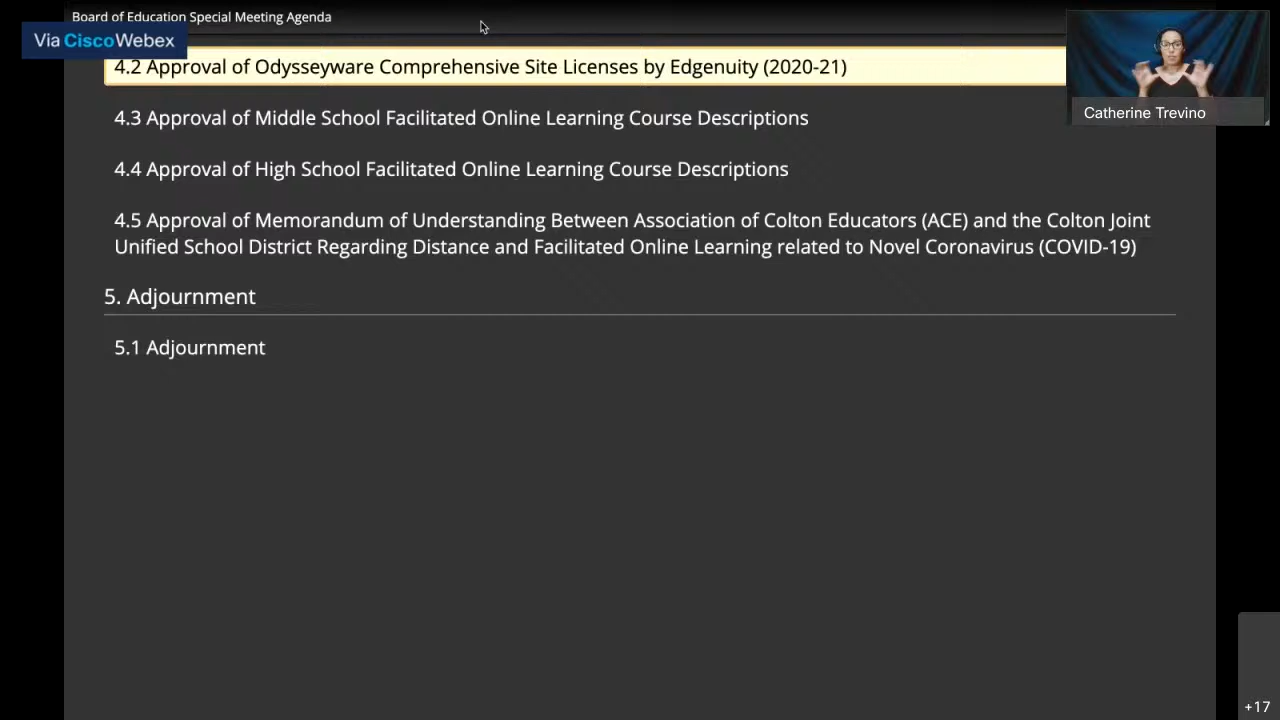 Board of Education Special Meeting Agenda
Via CiscoWebex
4.2 Approval of Odysseyware Comprehensive Site Licenses by Edgenuity (2020-21)
Catherine Trevino
4.3 Approval of Middle School Facilitated Online Learning Course Descriptions
4.4 Approval of High School Facilitated Online Learning Course Descriptions
4.5 Approval of Memorandum of Understanding Between Association of Colton Educators (ACE) and the Colton Joint
Unified School District Regarding Distance and Facilitated Online Learning related to Novel Coronavirus (COVID-19)
5. Adjournment
5.1 Adjournment
+17